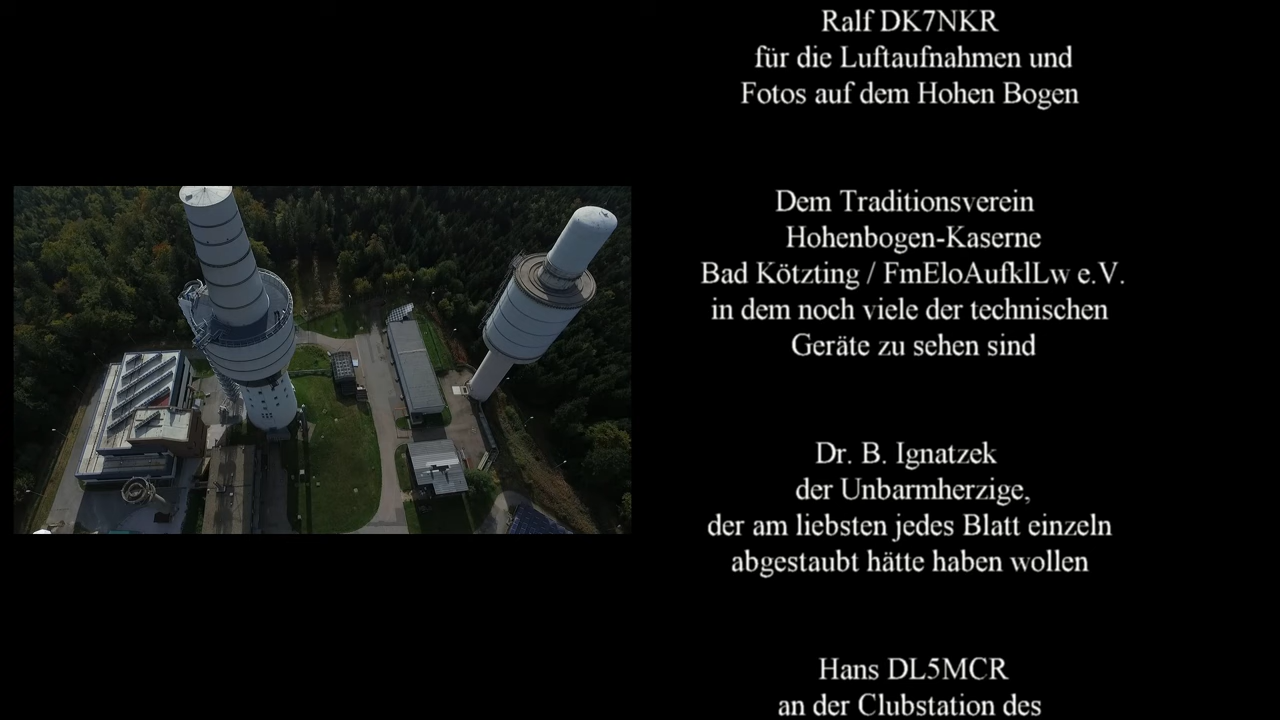 Ralf DK7NKR
für die Luftaufnahmen und
Fotos auf dem Hohen Bogen
Dem Traditionsverein
Hohenbogen-Kaserne
Bad Kötzting / FmEloAufklLw e.V.
in dem noch viele der technischen
Geräte zu sehen sind
Dr. B. Ignatzek
der Unbarmherzige,
der am liebsten jedes Blatt einzeln
abgestaubt hätte haben wollen
Hans DL5MCR
an der Clubstation des